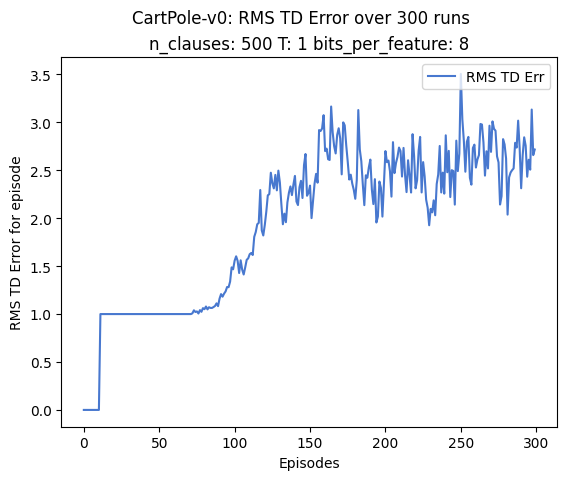 CartPole-v0: RMS TD Error over 300 runs
n_clauses: 500 T: 1 bits_per_feature: 8
RMS TD Err
3.5
3.0
2.5
2.0
1.5
1.0
0.5
0.0
RMS TD Error for episode
0 50 100 150 200 250 300
Episodes